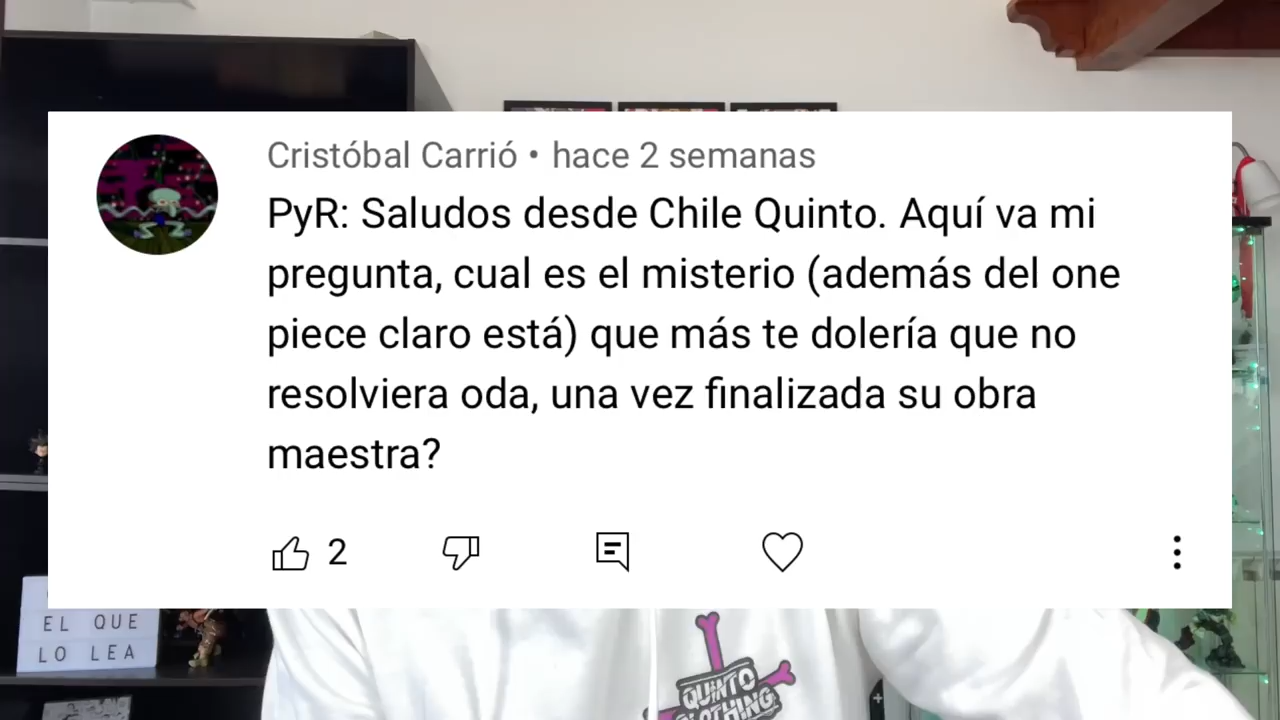 Cristóbal Carrió • hace 2 semanas
PyR: Saludos desde Chile Quinto. Aquí va mi
pregunta, cual es el misterio (además del one
piece claro está) que más te dolería que no
resolviera oda, una vez finalizada su obra
maestra?
2
EL QUE
LO LEA
QUINTO
CLOTHING